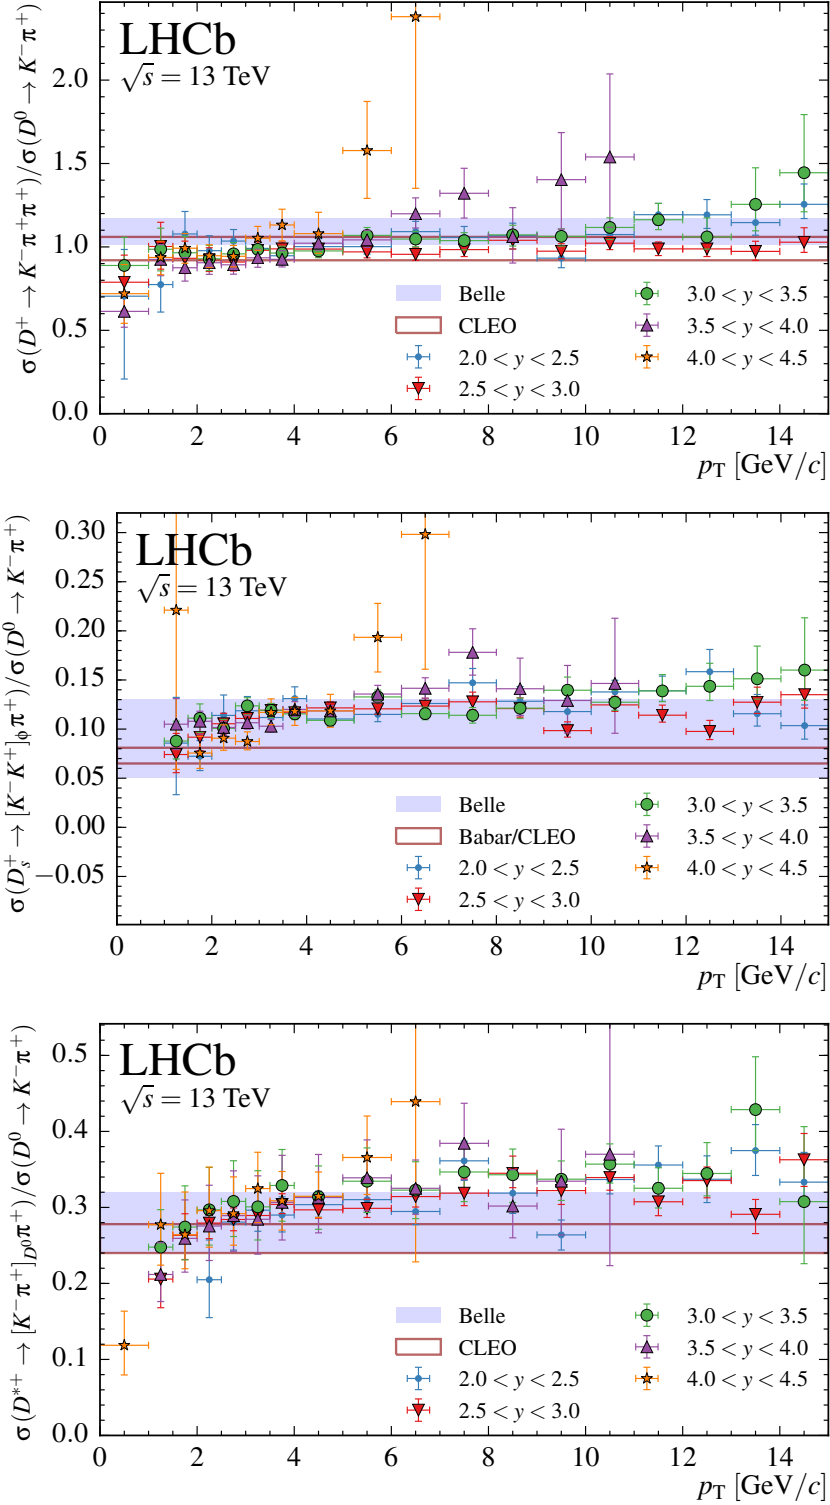 LHCb
√s = 13 TeV
σ(D⁺ → K⁻π⁺π⁺)/σ(D⁰ → K⁻π⁺)
2.0
1.5
1.0
0.5
0.0
Belle
CLEO
2.0 < y < 2.5
2.5 < y < 3.0
3.0 < y < 3.5
3.5 < y < 4.0
4.0 < y < 4.5
0 2 4 6 8 10 12 14
p_T [GeV/c]
LHCb
√s = 13 TeV
σ(D_s⁺ → [K⁻K⁺]_ϕ π⁺)/σ(D⁰ → K⁻π⁺)
0.30
0.25
0.20
0.15
0.10
0.05
0.00
−0.05
Belle
Babar/CLEO
2.0 < y < 2.5
2.5 < y < 3.0
3.0 < y < 3.5
3.5 < y < 4.0
4.0 < y < 4.5
0 2 4 6 8 10 12 14
p_T [GeV/c]
LHCb
√s = 13 TeV
σ(D*⁺ → [K⁻π⁺]_D⁰ π⁺)/σ(D⁰ → K⁻π⁺)
0.5
0.4
0.3
0.2
0.1
0.0
Belle
CLEO
2.0 < y < 2.5
2.5 < y < 3.0
3.0 < y < 3.5
3.5 < y < 4.0
4.0 < y < 4.5
0 2 4 6 8 10 12 14
p_T [GeV/c]